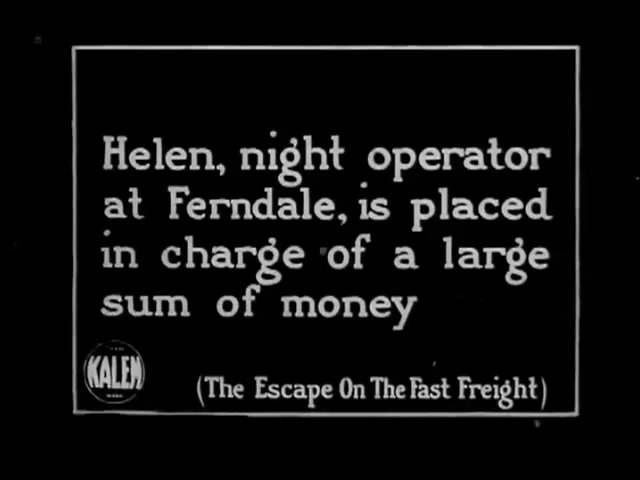 Helen, night operator
at Ferndale, is placed
in charge of a large
sum of money
KALEM
(The Escape On The Fast Freight)